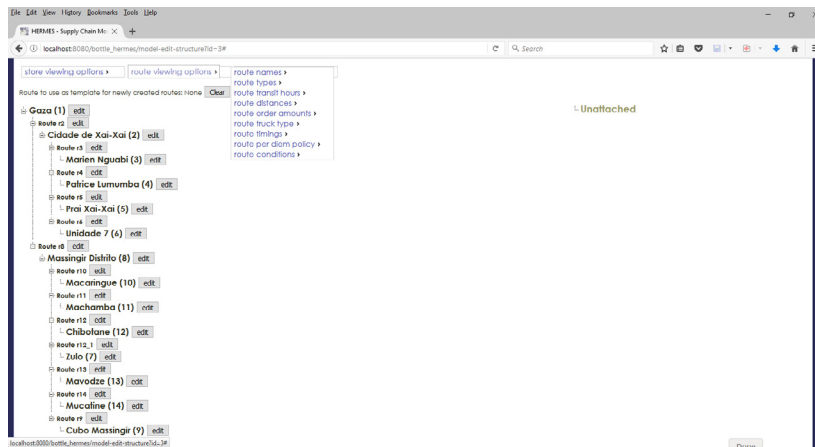 File Edit View History Bookmarks Tools Help
HERMES - Supply Chain Mo
localhost:8080/bottle_hermes/model-edit-structure?id=3#
Search
store viewing options
route viewing options
route names
route types
route transit hours
route distances
route order amounts
route truck type
route timings
route per diem policy
route conditions
Route to use as template for newly created routes: None Clear
Unattached
Gaza (1) edit
Route r2 edit
Cidade de Xai-Xai (2) edit
Route r3 edit
Marien Nguabi (3) edit
Route r4 edit
Patrice Lumumba (4) edit
Route r5 edit
Prai Xai-Xai (5) edit
Route r6 edit
Unidade 7 (6) edit
Route r8 edit
Massingir Distrito (8) edit
Route r10 edit
Macaringue (10) edit
Route r11 edit
Machamba (11) edit
Route r12 edit
Chibotane (12) edit
Route r12_1 edit
Zulo (7) edit
Route r13 edit
Mavodze (13) edit
Route r14 edit
Mucatine (14) edit
Route r9 edit
Cubo Massingir (9) edit
localhost:8080/bottle_hermes/model-edit-structure?id=3#
Done